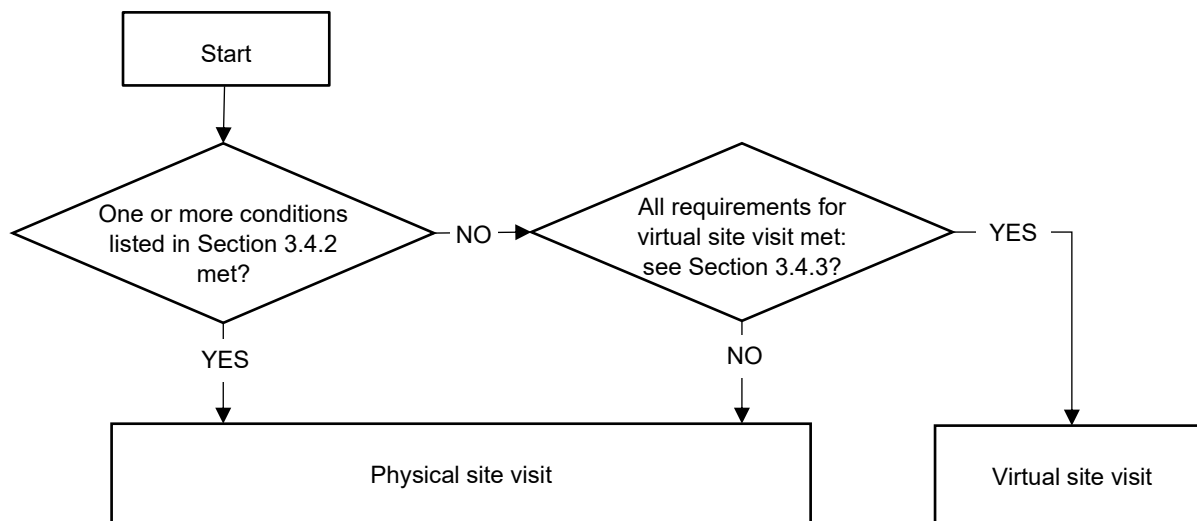 Start
One or more conditions
listed in Section 3.4.2
met?
NO
All requirements for
virtual site visit met:
see Section 3.4.3?
YES
YES
NO
Physical site visit
Virtual site visit